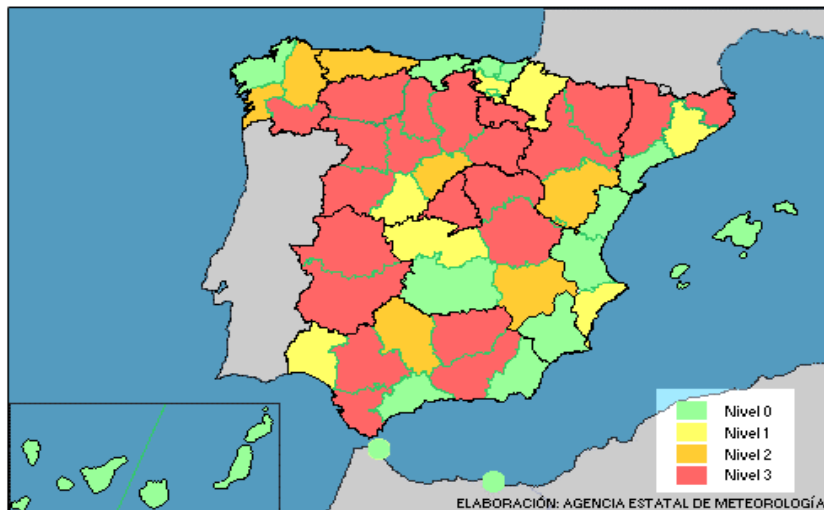 Nivel 0
Nivel 1
Nivel 2
Nivel 3
ELABORACIÓN: AGENCIA ESTATAL DE METEOROLOGÍA